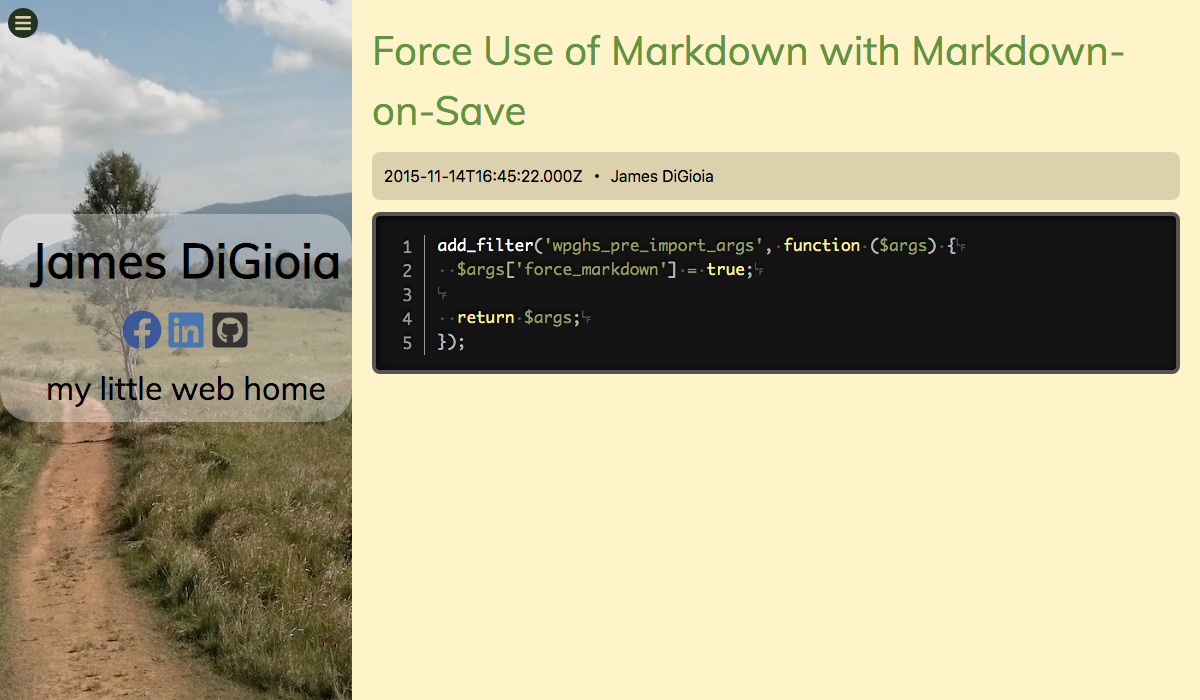 James DiGioia
my little web home
Force Use of Markdown with Markdown-
on-Save
2015-11-14T16:45:22.000Z • James DiGioia
1 add_filter('wpghs_pre_import_args', function ($args) {
2   $args['force_markdown'] = true;
3
4   return $args;
5 });